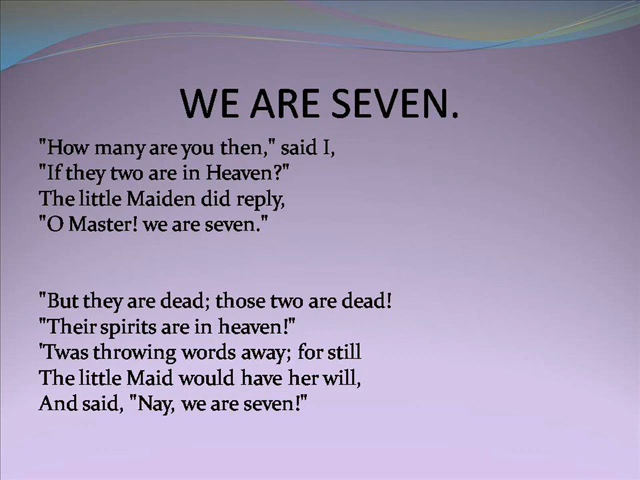 WE ARE SEVEN.
"How many are you then," said I,
"If they two are in Heaven?"
The little Maiden did reply,
"O Master! we are seven."
"But they are dead; those two are dead!
"Their spirits are in heaven!"
'Twas throwing words away; for still
The little Maid would have her will,
And said, "Nay, we are seven!"